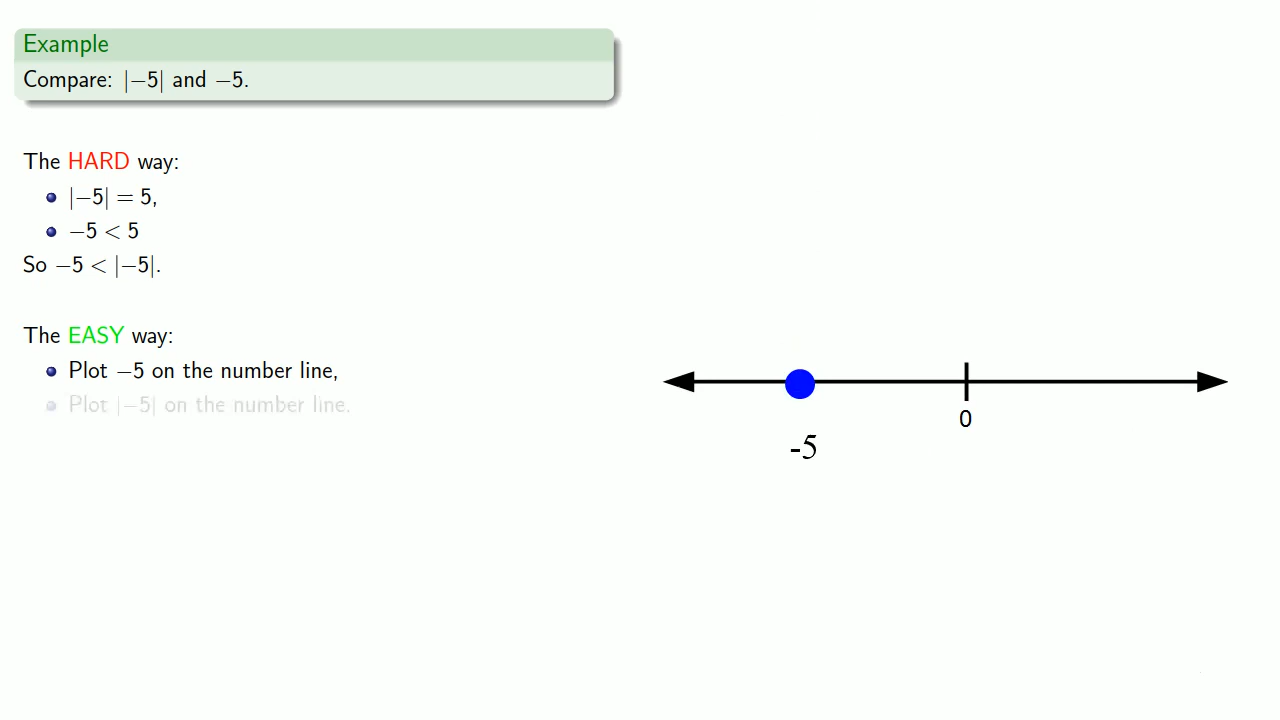 Example
Compare: |−5| and −5.
The HARD way:
|−5| = 5,
−5 < 5
So −5 < |−5|.
The EASY way:
Plot −5 on the number line,
Plot |−5| on the number line.
0
-5